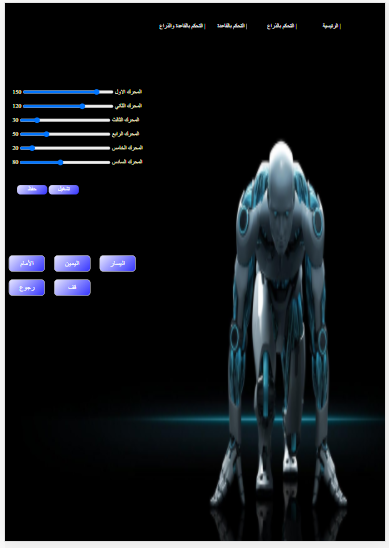 | الرئيسية | التحكم بالذراع | التحكم بالقاعدة | التحكم بالقاعدة والذراع
المحرك الاول 150
المحرك الثاني 120
المحرك الثالث 30
المحرك الرابع 50
المحرك الخامس 20
المحرك السادس 80
تشغيل حفظ
اليسار اليمين الأمام
قف رجوع